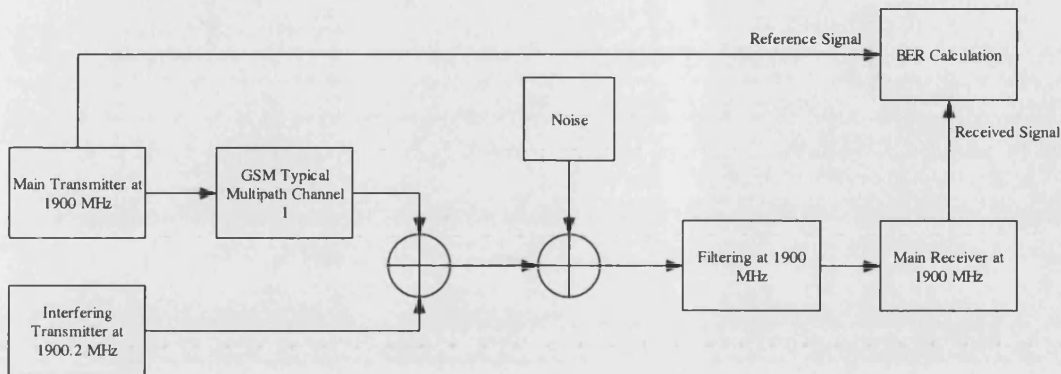 Reference Signal
BER Calculation
Noise
Received Signal
Main Transmitter at
1900 MHz
GSM Typical
Multipath Channel
1
Filtering at 1900
MHz
Main Receiver at
1900 MHz
Interfering
Transmitter at
1900.2 MHz